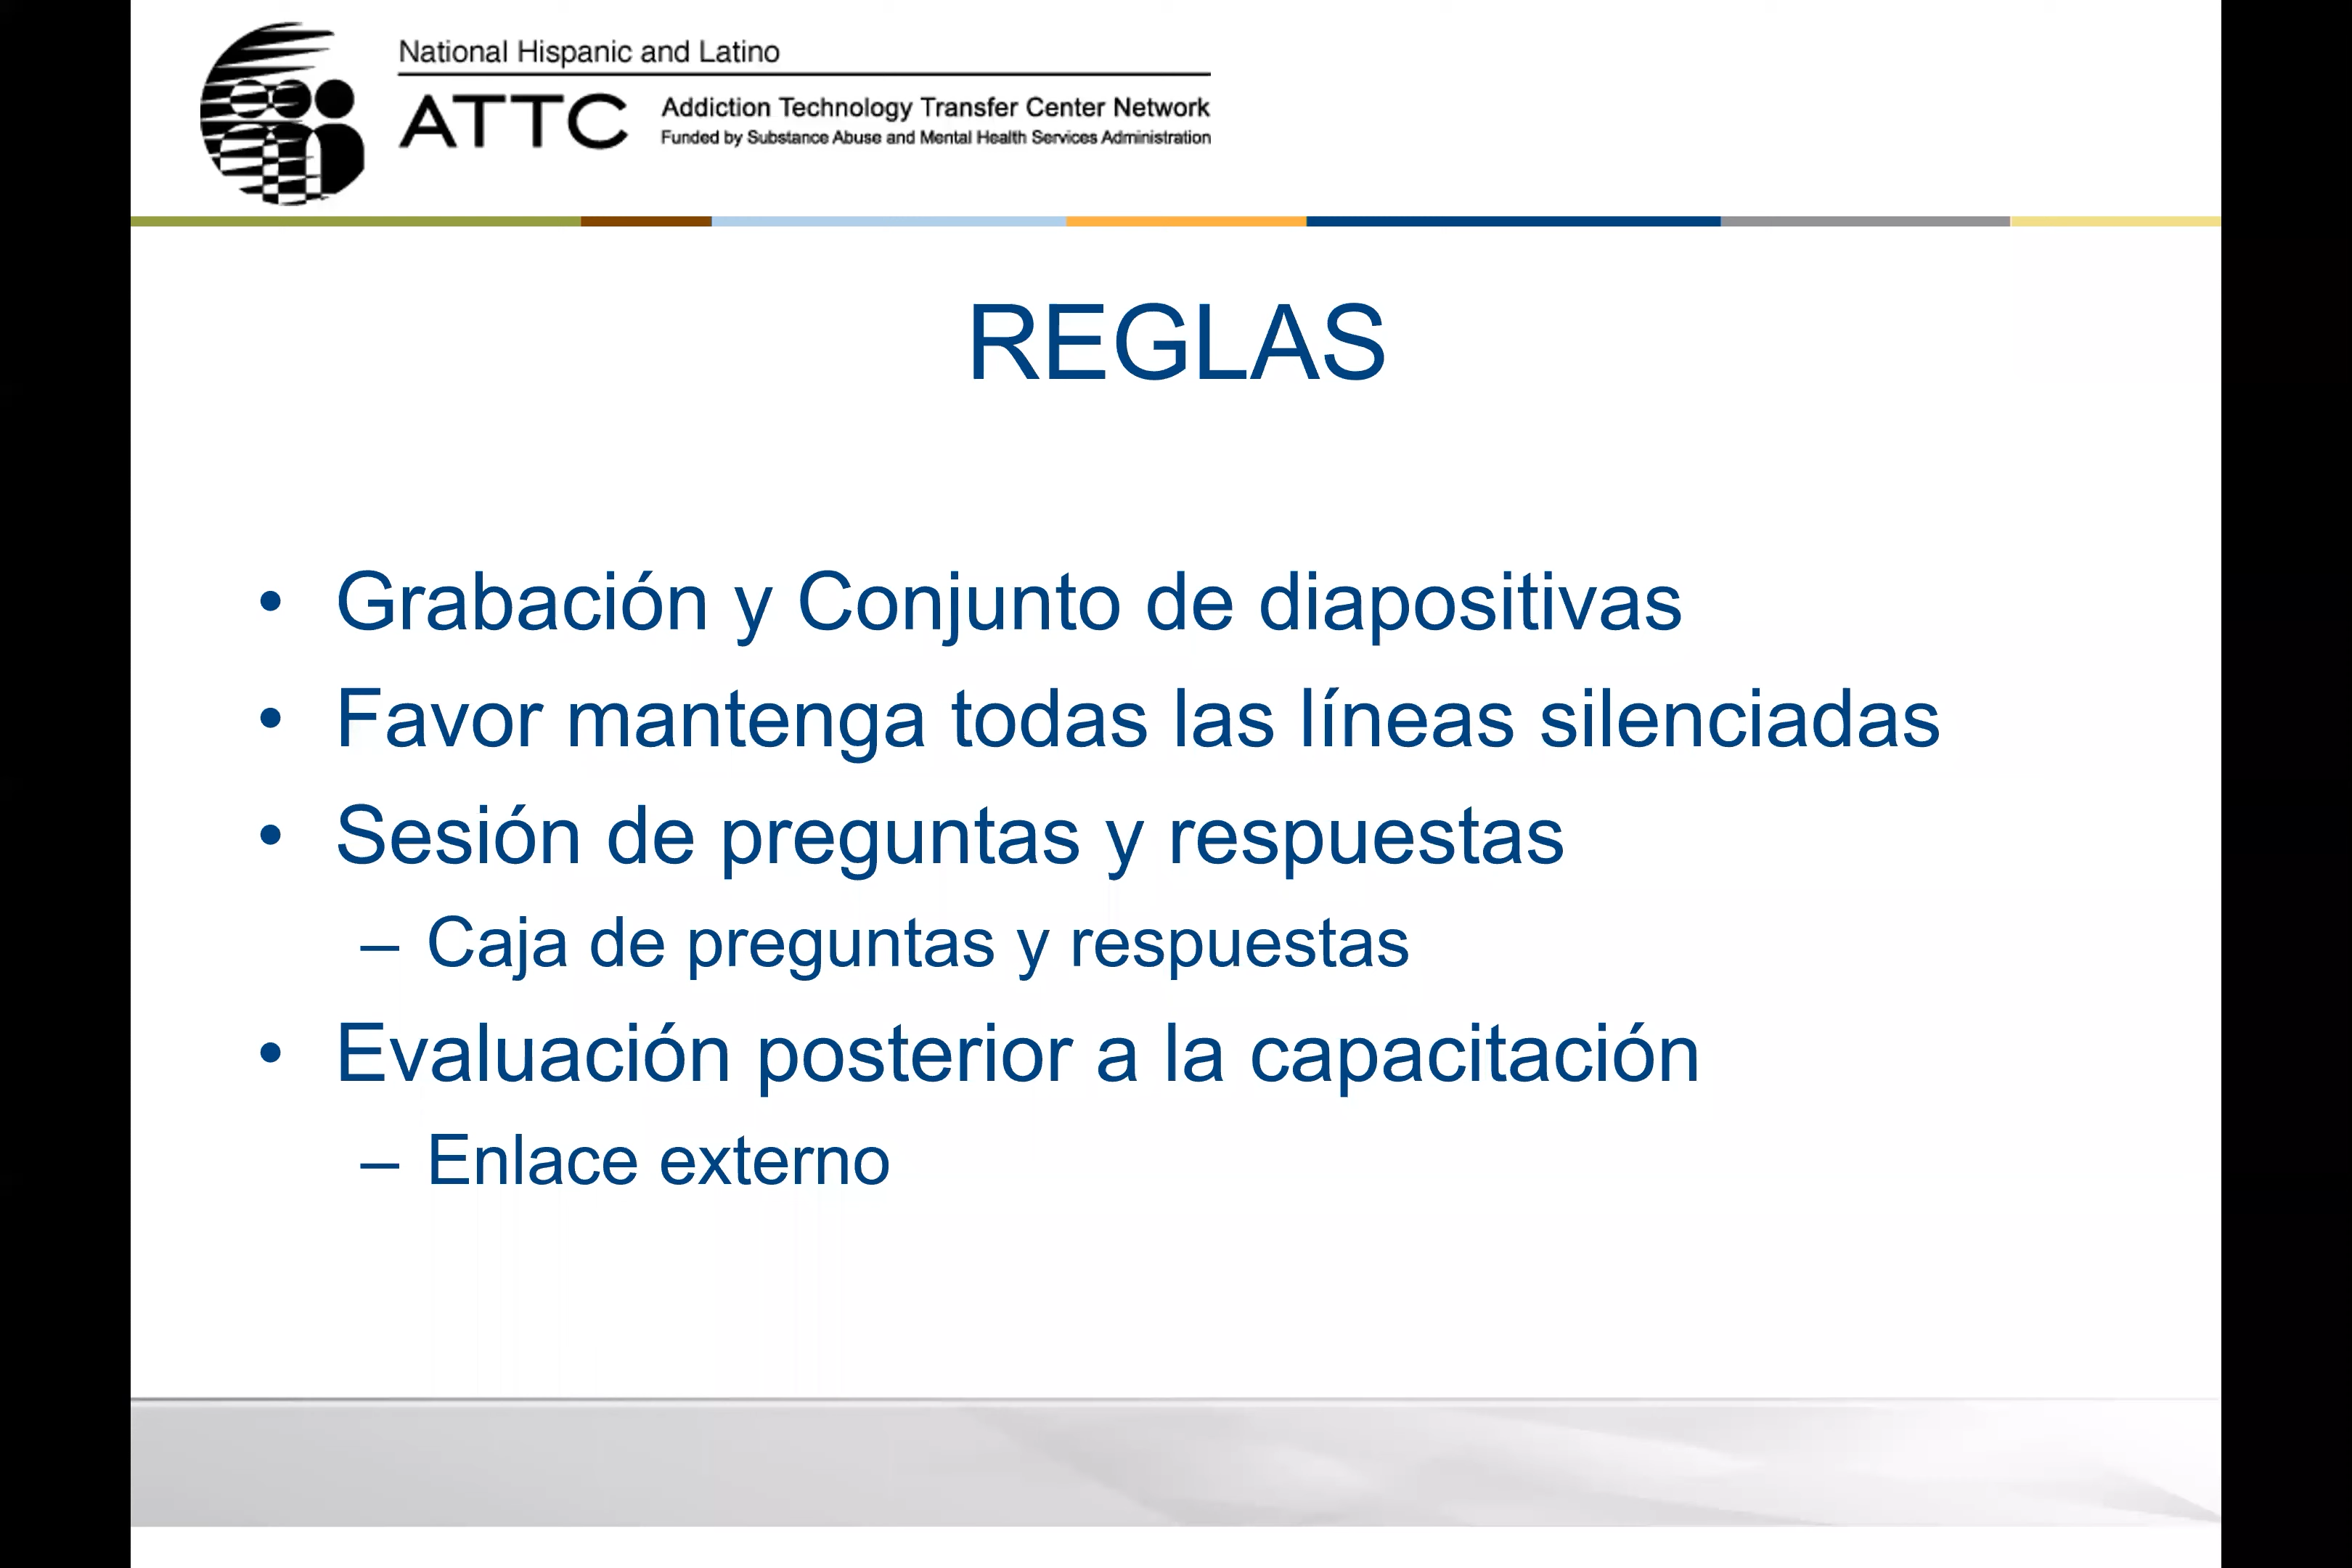 National Hispanic and Latino
ATTC
Addiction Technology Transfer Center Network
Funded by Substance Abuse and Mental Health Services Administration
REGLAS
• Grabación y Conjunto de diapositivas
• Favor mantenga todas las líneas silenciadas
• Sesión de preguntas y respuestas
– Caja de preguntas y respuestas
• Evaluación posterior a la capacitación
– Enlace externo